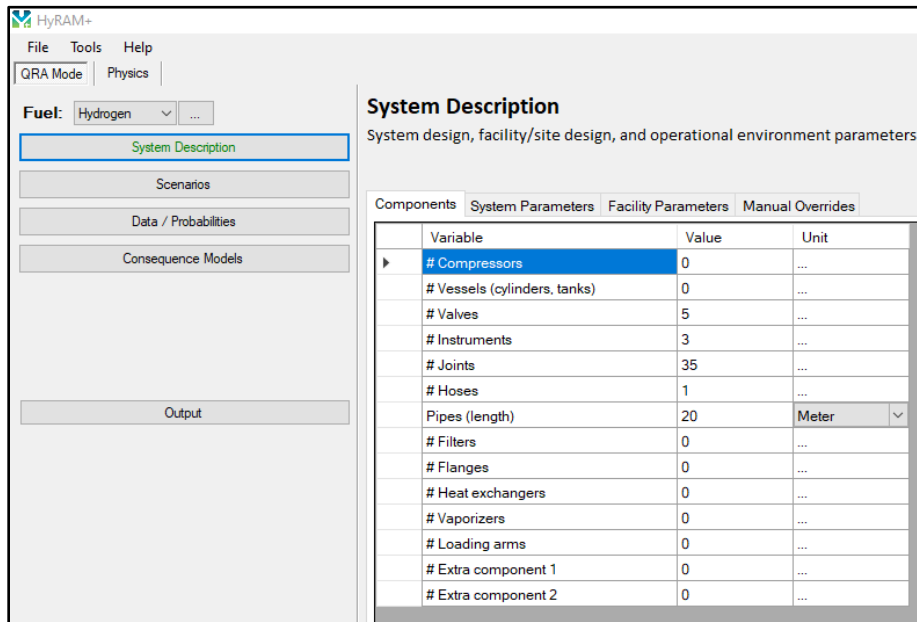 HyRAM+
File Tools Help
QRA Mode Physics
Fuel: Hydrogen ...
System Description
Scenarios
Data / Probabilities
Consequence Models
Output
System Description
System design, facility/site design, and operational environment parameters
Components System Parameters Facility Parameters Manual Overrides
Variable Value Unit
# Compressors 0 ...
# Vessels (cylinders, tanks) 0 ...
# Valves 5 ...
# Instruments 3 ...
# Joints 35 ...
# Hoses 1 ...
Pipes (length) 20 Meter
# Filters 0 ...
# Flanges 0 ...
# Heat exchangers 0 ...
# Vaporizers 0 ...
# Loading arms 0 ...
# Extra component 1 0 ...
# Extra component 2 0 ...